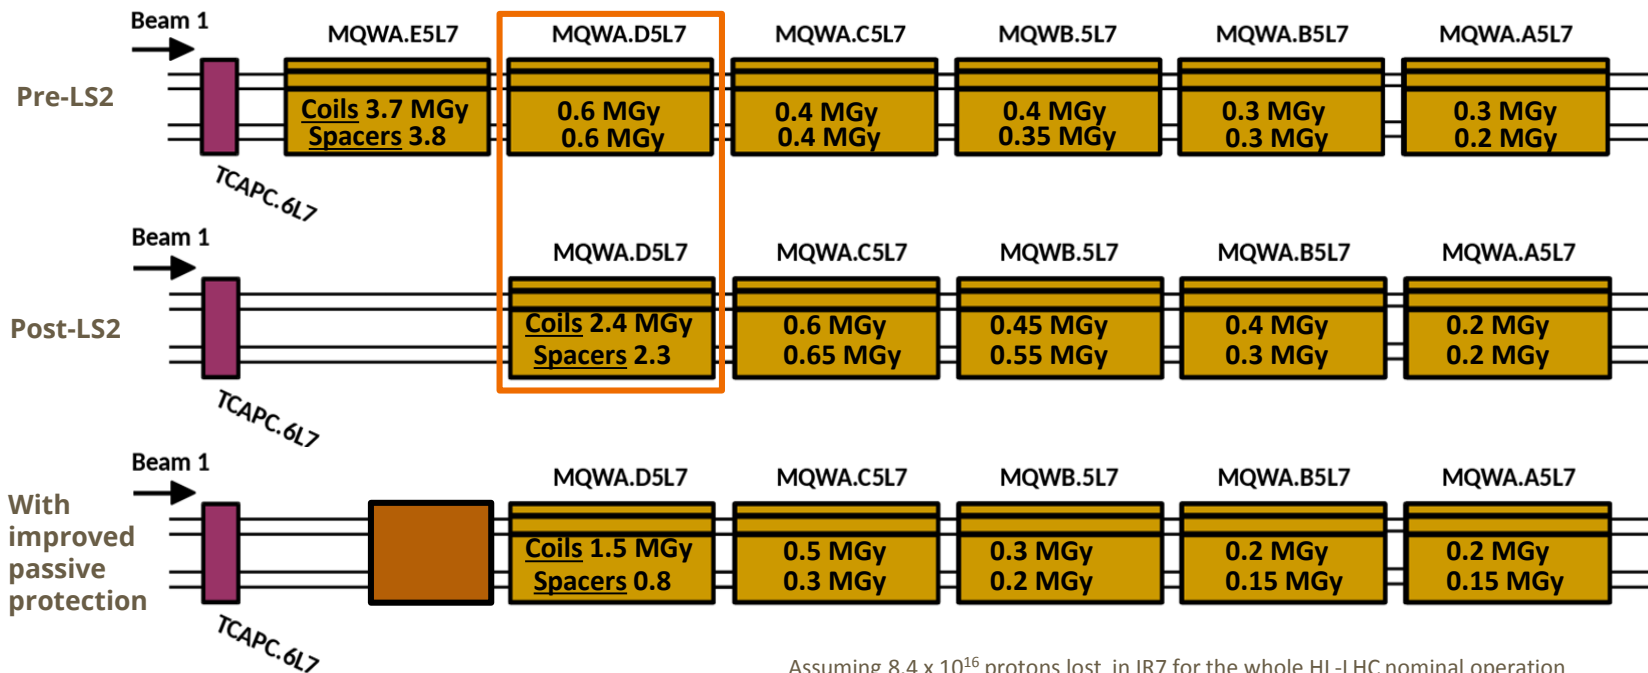 Beam 1
MQWA.E5L7 MQWA.D5L7 MQWA.C5L7 MQWB.5L7 MQWA.B5L7 MQWA.A5L7
Pre-LS2
Coils 3.7 MGy 0.6 MGy 0.4 MGy 0.4 MGy 0.3 MGy 0.3 MGy
Spacers 3.8 0.6 MGy 0.4 MGy 0.35 MGy 0.3 MGy 0.2 MGy
TCAPC.6L7
Beam 1
MQWA.D5L7 MQWA.C5L7 MQWB.5L7 MQWA.B5L7 MQWA.A5L7
Post-LS2
Coils 2.4 MGy 0.6 MGy 0.45 MGy 0.4 MGy 0.2 MGy
Spacers 2.3 0.65 MGy 0.55 MGy 0.3 MGy 0.2 MGy
TCAPC.6L7
Beam 1
MQWA.D5L7 MQWA.C5L7 MQWB.5L7 MQWA.B5L7 MQWA.A5L7
With
improved
passive
protection
Coils 1.5 MGy 0.5 MGy 0.3 MGy 0.2 MGy 0.2 MGy
Spacers 0.8 0.3 MGy 0.2 MGy 0.15 MGy 0.15 MGy
TCAPC.6L7
Assuming 8.4 x 10¹⁶ protons lost in IR7 for the whole HL-LHC nominal operation